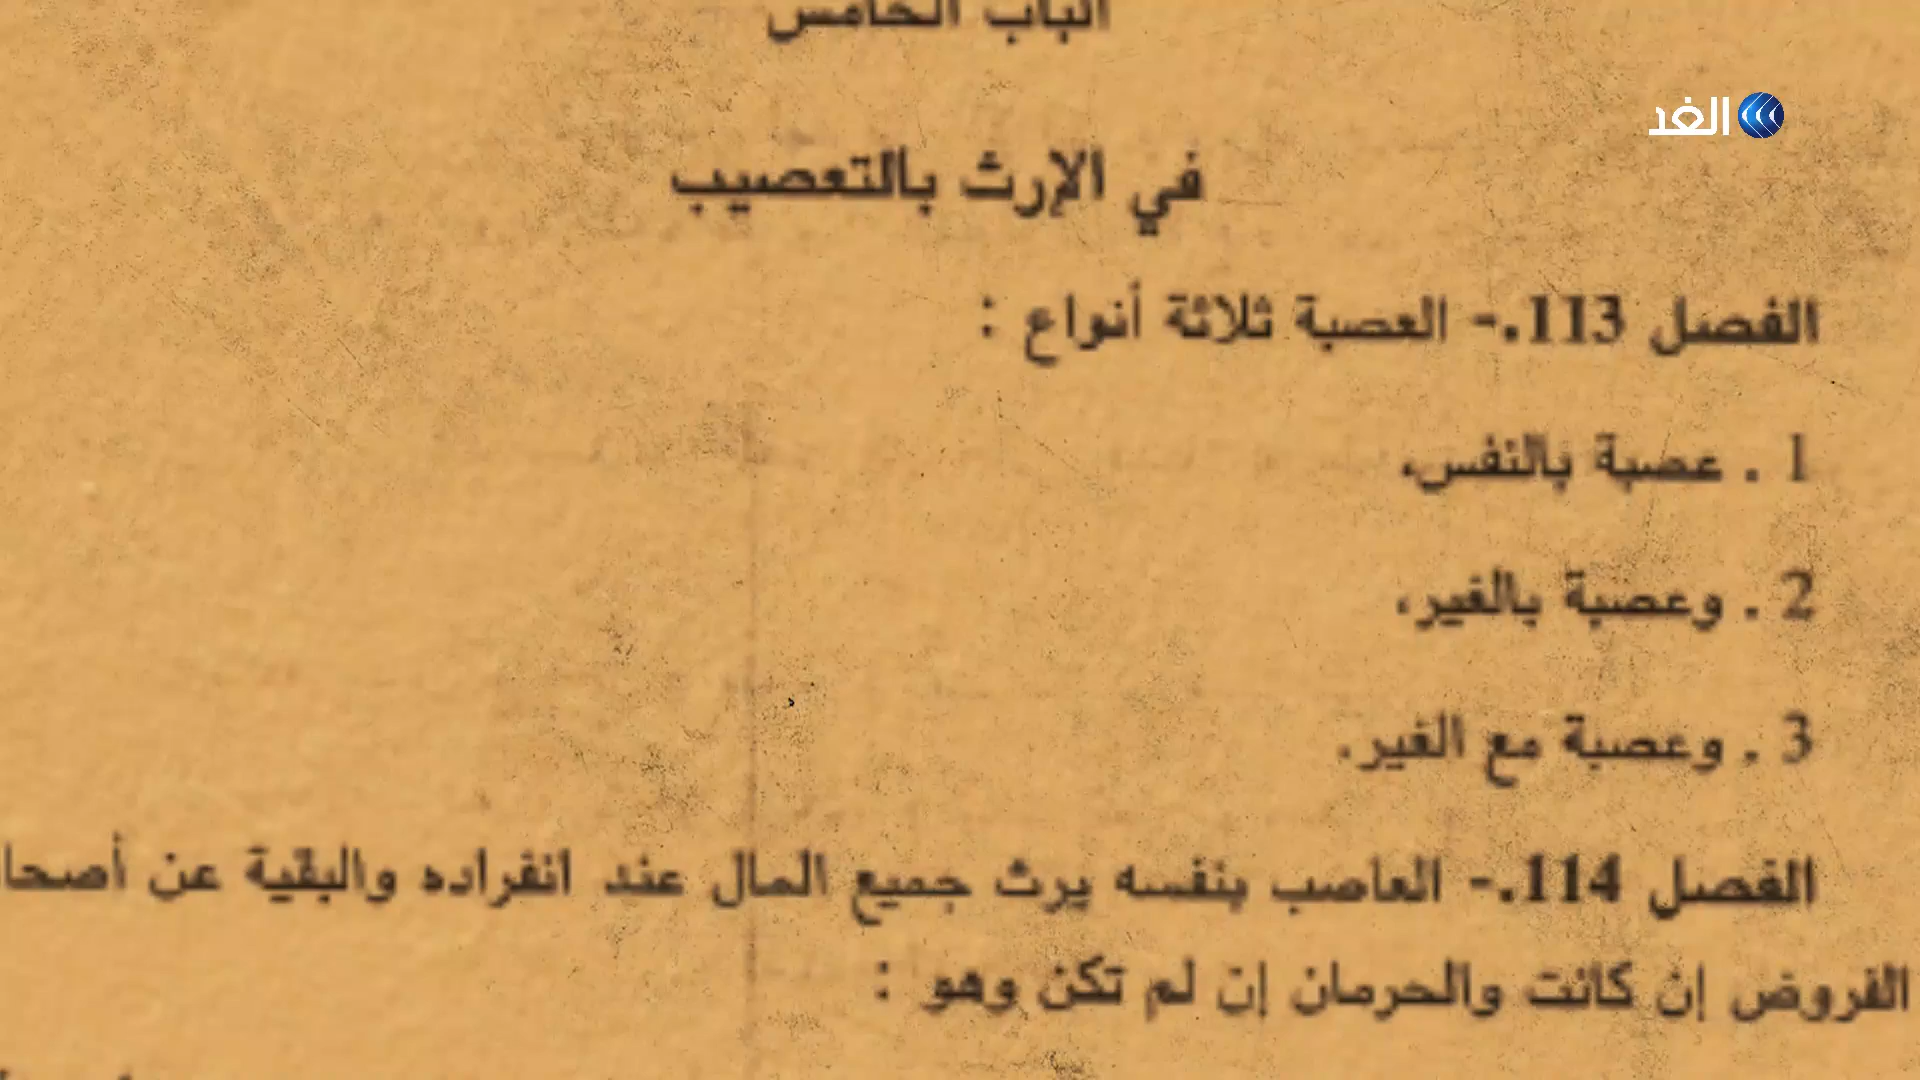 الباب الخامس
الغد
في الإرث بالتعصيب
الفصل 113.- العصبة ثلاثة أنواع :
1 . عصبة بالنفس،
2 . وعصبة بالغير،
3 . وعصبة مع الغير.
الفصل 114.- العاصب بنفسه يرث جميع المال عند انفراده والبقية عن أصحا
الفروض إن كانت والحرمان إن لم تكن وهو :